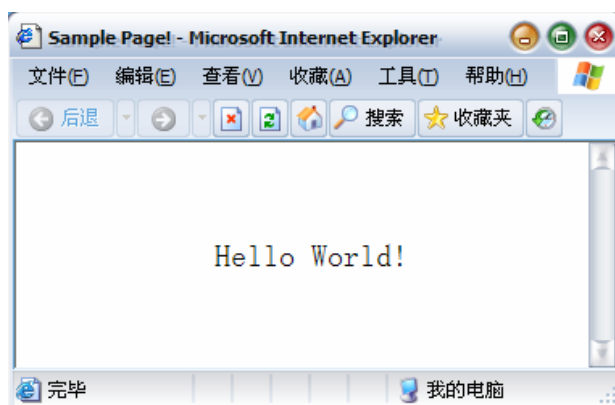 Sample Page! - Microsoft Internet Explorer
文件(F) 编辑(E) 查看(V) 收藏(A) 工具(T) 帮助(H)
后退 搜索 收藏夹
Hello World!
完毕 我的电脑